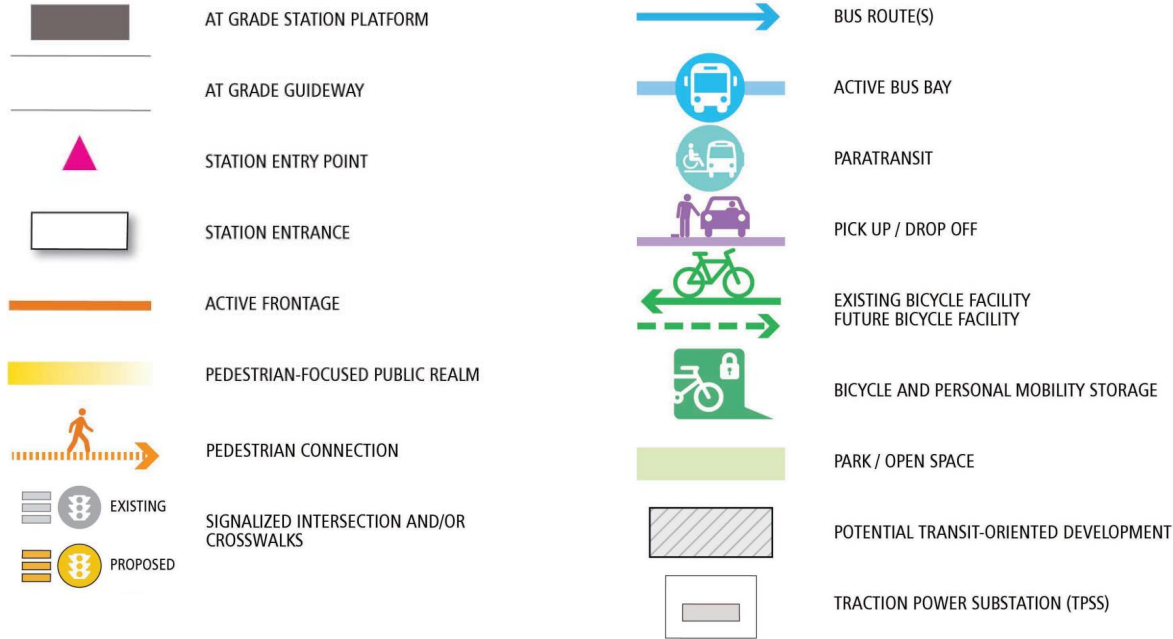 AT GRADE STATION PLATFORM
AT GRADE GUIDEWAY
STATION ENTRY POINT
STATION ENTRANCE
ACTIVE FRONTAGE
PEDESTRIAN-FOCUSED PUBLIC REALM
PEDESTRIAN CONNECTION
EXISTING
PROPOSED
SIGNALIZED INTERSECTION AND/OR
CROSSWALKS
BUS ROUTE(S)
ACTIVE BUS BAY
PARATRANSIT
PICK UP / DROP OFF
EXISTING BICYCLE FACILITY
FUTURE BICYCLE FACILITY
BICYCLE AND PERSONAL MOBILITY STORAGE
PARK / OPEN SPACE
POTENTIAL TRANSIT-ORIENTED DEVELOPMENT
TRACTION POWER SUBSTATION (TPSS)